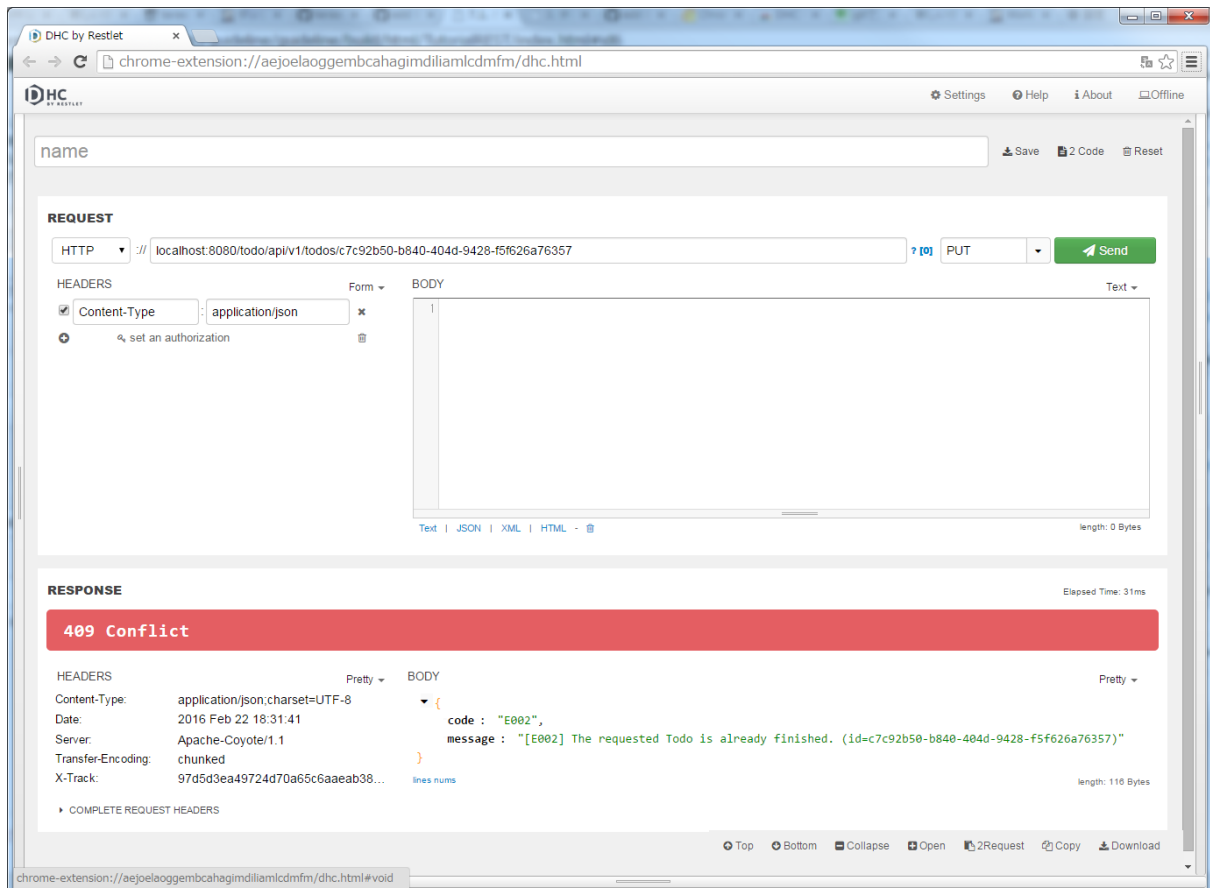 DHC by Restlet x
chrome-extension://aejoelaoggembcahagimdiliamlcdmfm/dhc.html
DHC BY RESTLET Settings Help About Offline
name Save 2 Code Reset
REQUEST
HTTP :// localhost:8080/todo/api/v1/todos/c7c92b50-b840-404d-9428-f5f626a76357 ? [0] PUT Send
HEADERS Form BODY Text
Content-Type : application/json 1
set an authorization
Text | JSON | XML | HTML - length: 0 Bytes
RESPONSE Elapsed Time: 31ms
409 Conflict
HEADERS Pretty BODY Pretty
Content-Type: application/json;charset=UTF-8 {
Date: 2016 Feb 22 18:31:41 code : "E002",
Server: Apache-Coyote/1.1 message : "[E002] The requested Todo is already finished. (id=c7c92b50-b840-404d-9428-f5f626a76357)"
Transfer-Encoding: chunked }
X-Track: 97d5d3ea49724d70a65c6aaeab38... lines nums length: 116 Bytes
COMPLETE REQUEST HEADERS
Top Bottom Collapse Open 2Request Copy Download
chrome-extension://aejoelaoggembcahagimdiliamlcdmfm/dhc.html#void